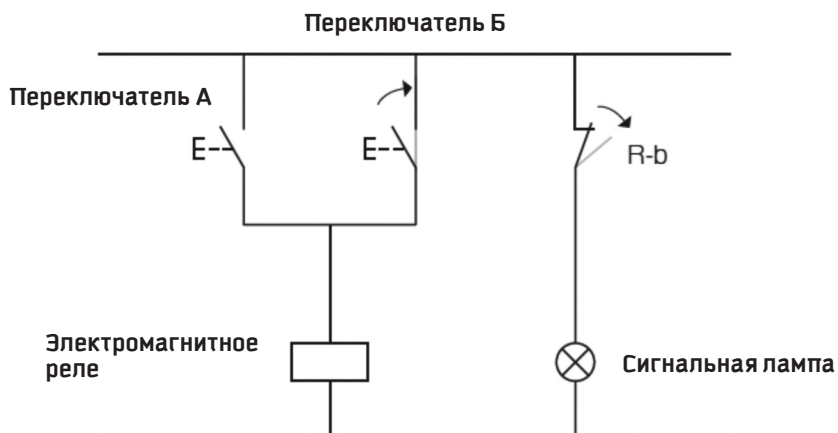 Переключатель Б
Переключатель А
R-b
Электромагнитное
реле
Сигнальная лампа